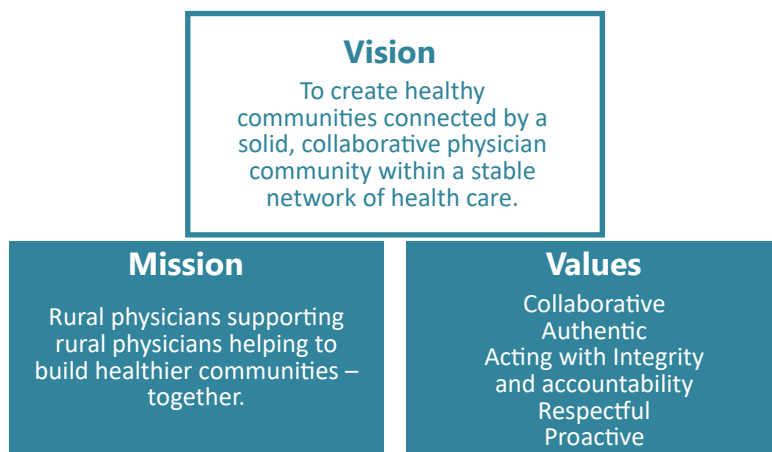 Vision
To create healthy
communities connected by a
solid, collaborative physician
community within a stable
network of health care.
Mission
Rural physicians supporting
rural physicians helping to
build healthier communities –
together.
Values
Collaborative
Authentic
Acting with Integrity
and accountability
Respectful
Proactive